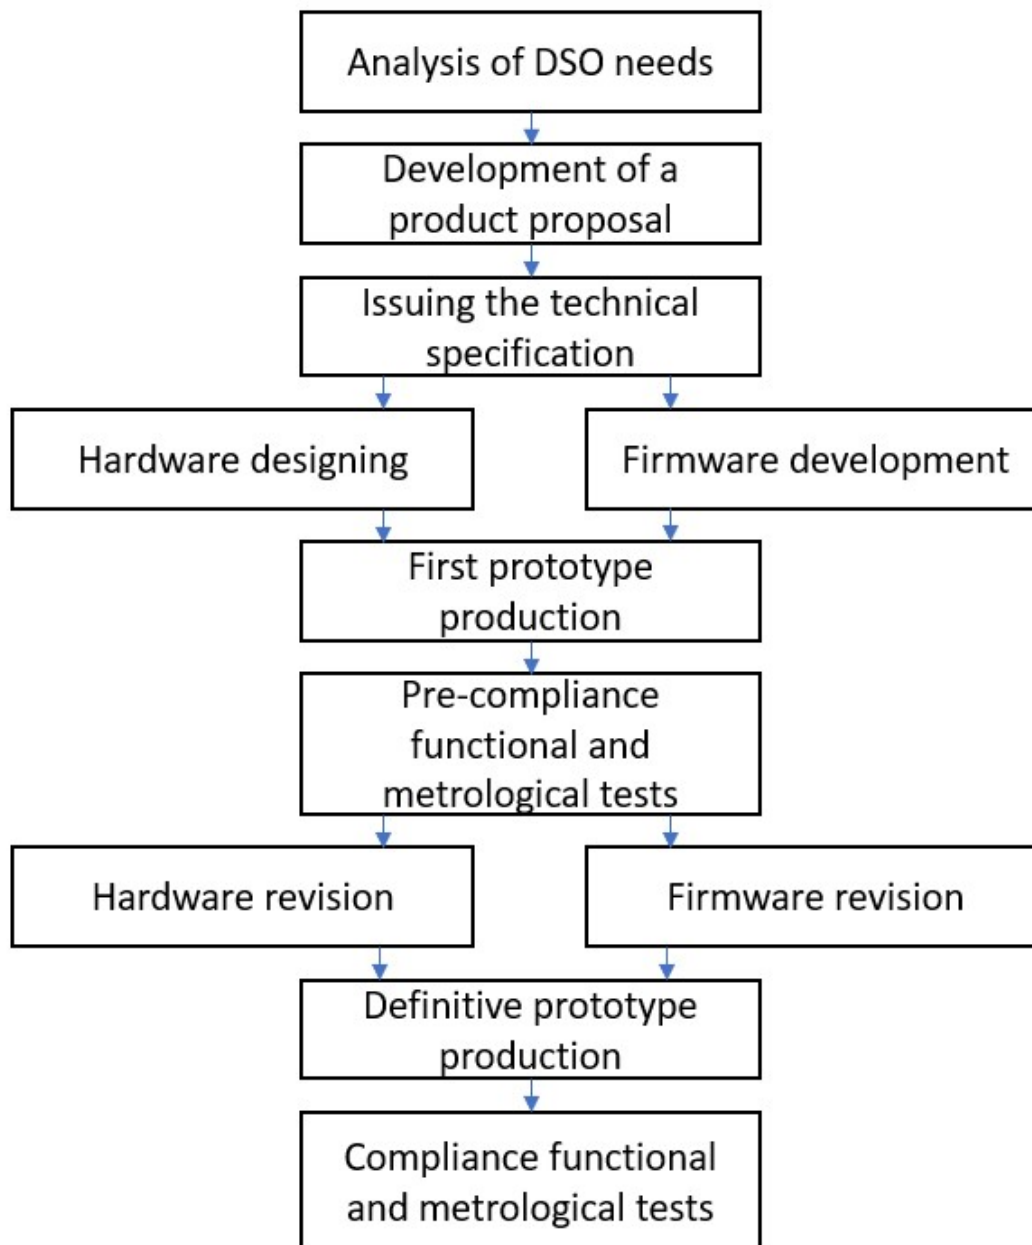 Analysis of DSO needs
Development of a
product proposal
Issuing the technical
specification
Hardware designing
Firmware development
First prototype
production
Pre-compliance
functional and
metrological tests
Hardware revision
Firmware revision
Definitive prototype
production
Compliance functional
and metrological tests